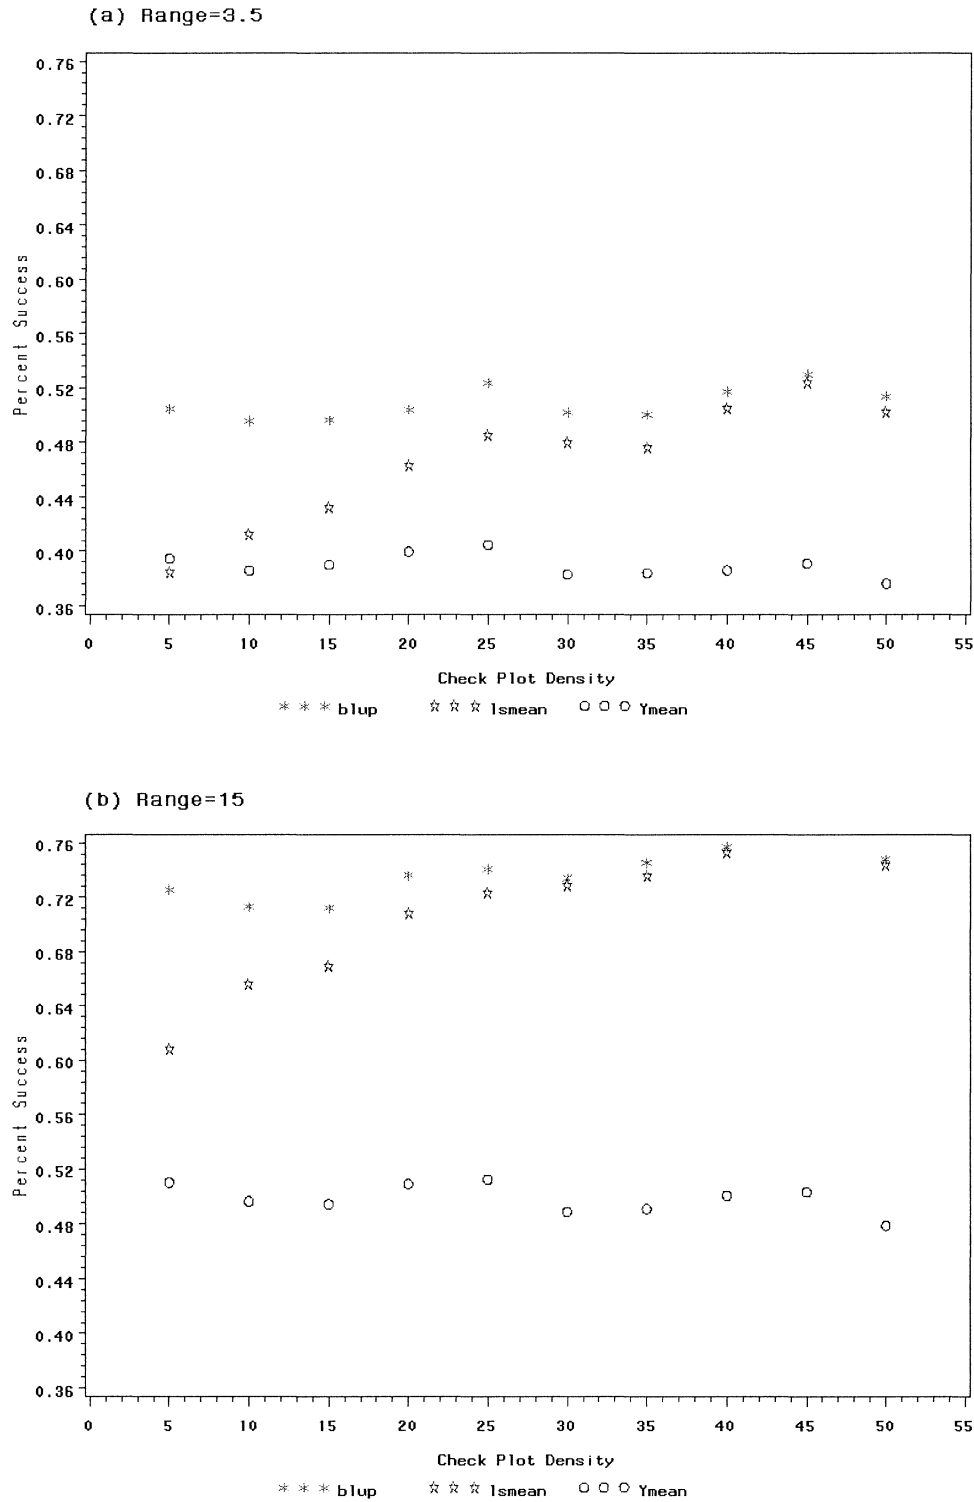 (a) Range=3.5
0.76
0.72
0.68
0.64
0.60
0.56
0.52
0.48
0.44
0.40
0.36
Percent Success
0 5 10 15 20 25 30 35 40 45 50 55
Check Plot Density
* * * blup ☆ ☆ ☆ lsmean ○ ○ ○ Ymean
(b) Range=15
0.76
0.72
0.68
0.64
0.60
0.56
0.52
0.48
0.44
0.40
0.36
Percent Success
0 5 10 15 20 25 30 35 40 45 50 55
Check Plot Density
* * * blup ☆ ☆ ☆ lsmean ○ ○ ○ Ymean